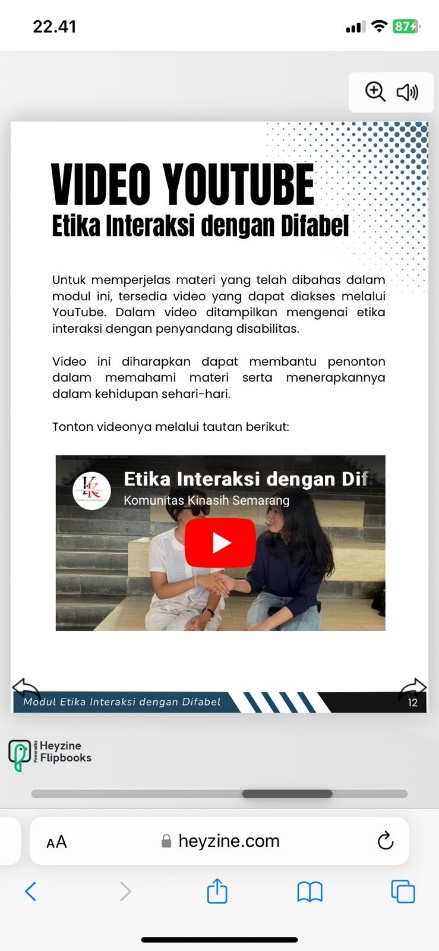 22.41
87
VIDEO YOUTUBE
Etika Interaksi dengan Difabel
Untuk memperjelas materi yang telah dibahas dalam
modul ini, tersedia video yang dapat diakses melalui
YouTube. Dalam video ditampilkan mengenai etika
interaksi dengan penyandang disabilitas.
Video ini diharapkan dapat membantu penonton
dalam memahami materi serta menerapkannya
dalam kehidupan sehari-hari.
Tonton videonya melalui tautan berikut:
Etika Interaksi dengan Dif
Komunitas Kinasih Semarang
Modul Etika Interaksi dengan Difabel
12
Heyzine
Flipbooks
AA
heyzine.com